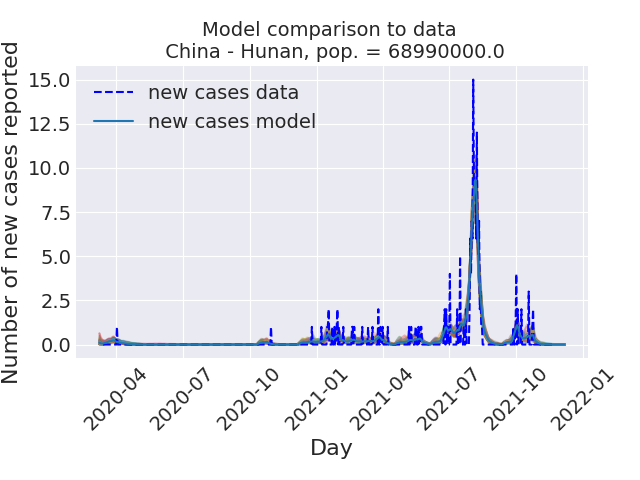 Model comparison to data
China - Hunan, pop. = 68990000.0
Number of new cases reported
15.0
12.5
10.0
7.5
5.0
2.5
0.0
new cases data
new cases model
2020-04
2020-07
2020-10
2021-01
2021-04
2021-07
2021-10
2022-01
Day